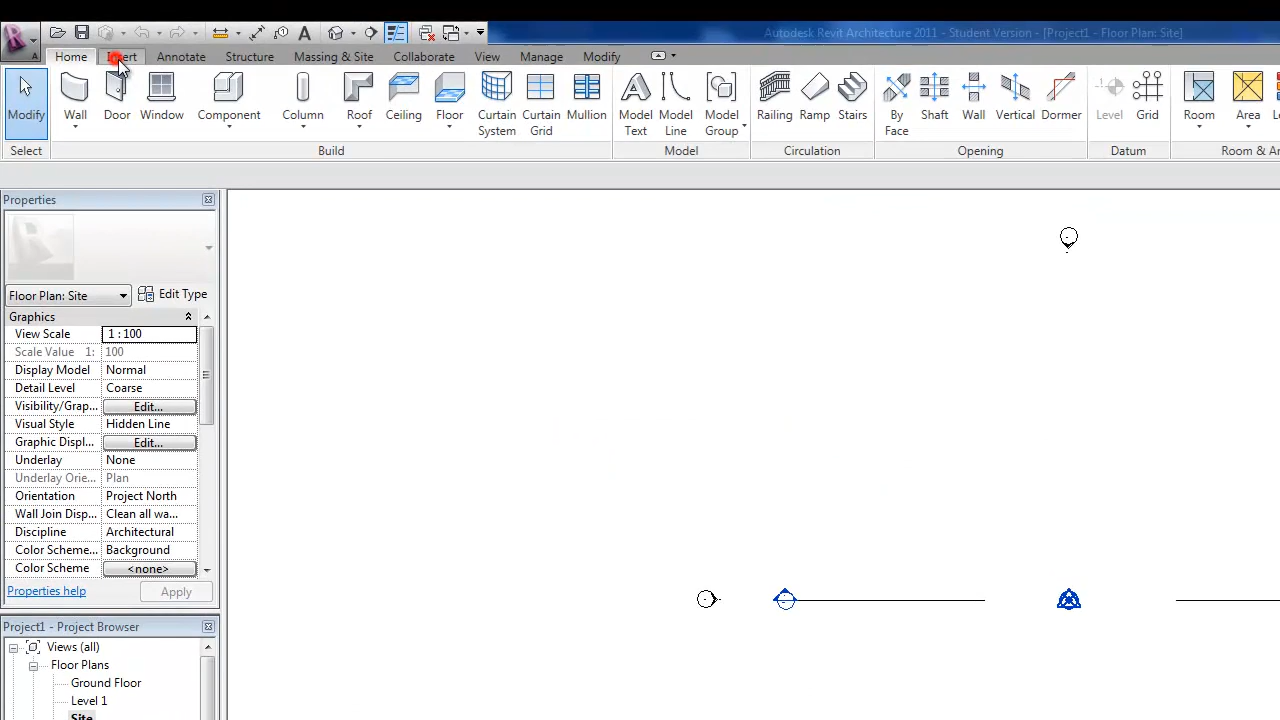 Autodesk Revit Architecture 2011 - Student Version - [Project1 - Floor Plan: Site]
Home Insert Annotate Structure Massing & Site Collaborate View Manage Modify
Modify Wall Door Window Component Column Roof Ceiling Floor Curtain System Curtain Grid Mullion Model Text Model Line Model Group Railing Ramp Stairs By Face Shaft Wall Vertical Dormer Level Grid Room Area
Select Build Model Circulation Opening Datum Room & Ar
Properties
Floor Plan: Site Edit Type
Graphics
View Scale 1 : 100
Scale Value 1: 100
Display Model Normal
Detail Level Coarse
Visibility/Grap... Edit...
Visual Style Hidden Line
Graphic Displ... Edit...
Underlay None
Underlay Orie... Plan
Orientation Project North
Wall Join Disp... Clean all wa...
Discipline Architectural
Color Scheme... Background
Color Scheme <none>
Properties help Apply
Project1 - Project Browser
Views (all)
Floor Plans
Ground Floor
Level 1
Site